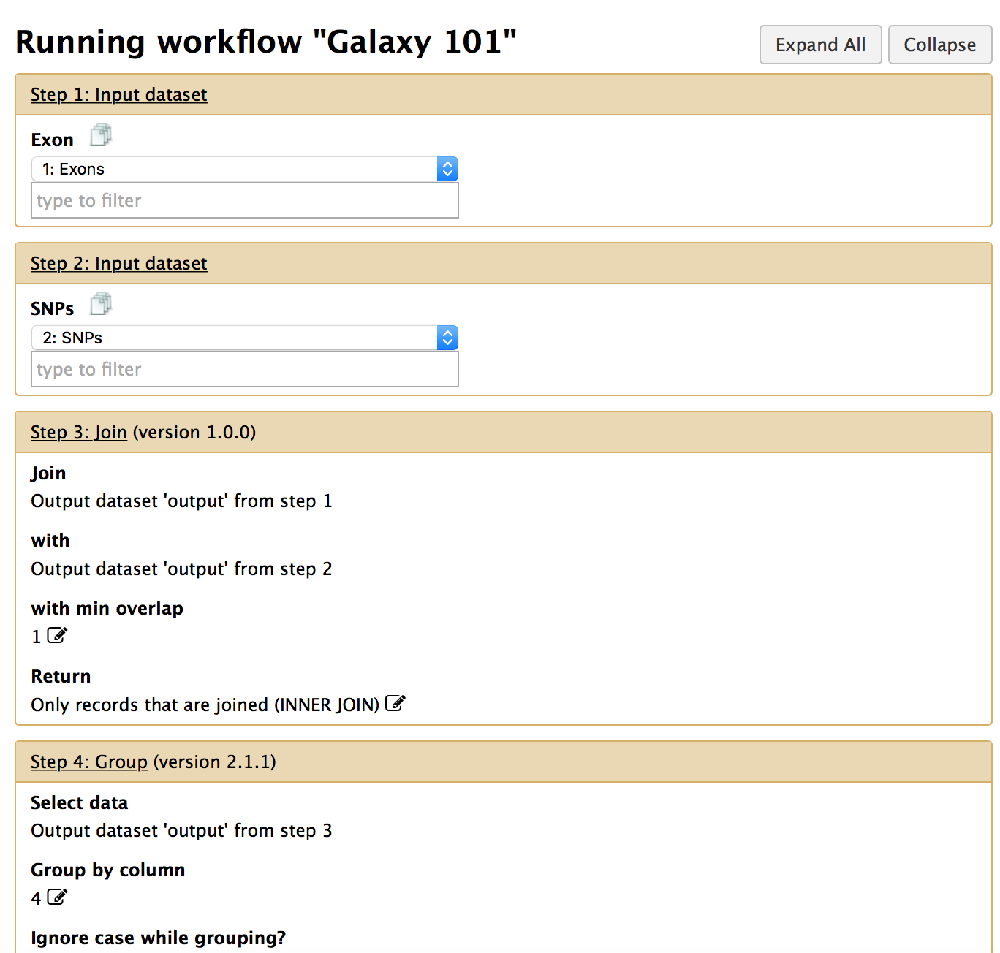 Running workflow "Galaxy 101"
Expand All
Collapse
Step 1: Input dataset
Exon
1: Exons
type to filter
Step 2: Input dataset
SNPs
2: SNPs
type to filter
Step 3: Join (version 1.0.0)
Join
Output dataset 'output' from step 1
with
Output dataset 'output' from step 2
with min overlap
1
Return
Only records that are joined (INNER JOIN)
Step 4: Group (version 2.1.1)
Select data
Output dataset 'output' from step 3
Group by column
4
Ignore case while grouping?